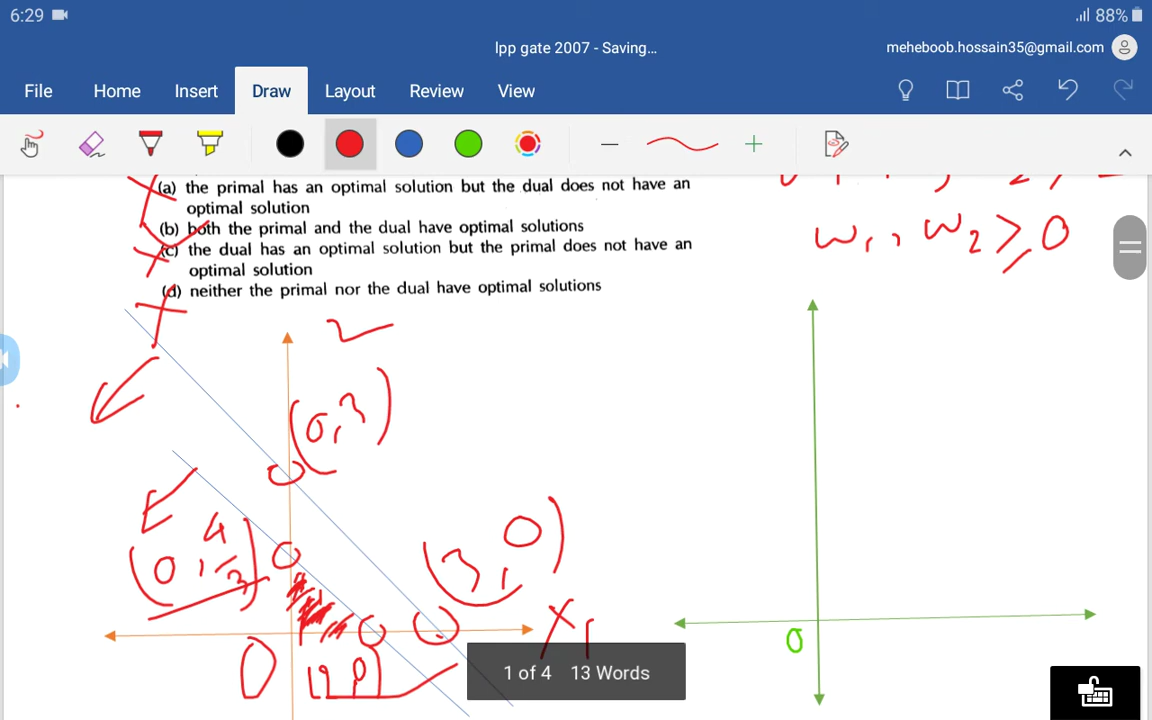 6:29 88%
lpp gate 2007 - Saving... meheboob.hossain35@gmail.com
File Home Insert Draw Layout Review View
(a) the primal has an optimal solution but the dual does not have an
optimal solution
(b) both the primal and the dual have optimal solutions
(c) the dual has an optimal solution but the primal does not have an
optimal solution
(d) neither the primal nor the dual have optimal solutions
w₁, w₂ ≥ 0
(0,3)
(0, 4/3)
(3, 0)
x₁
0
0
1 of 4 13 Words